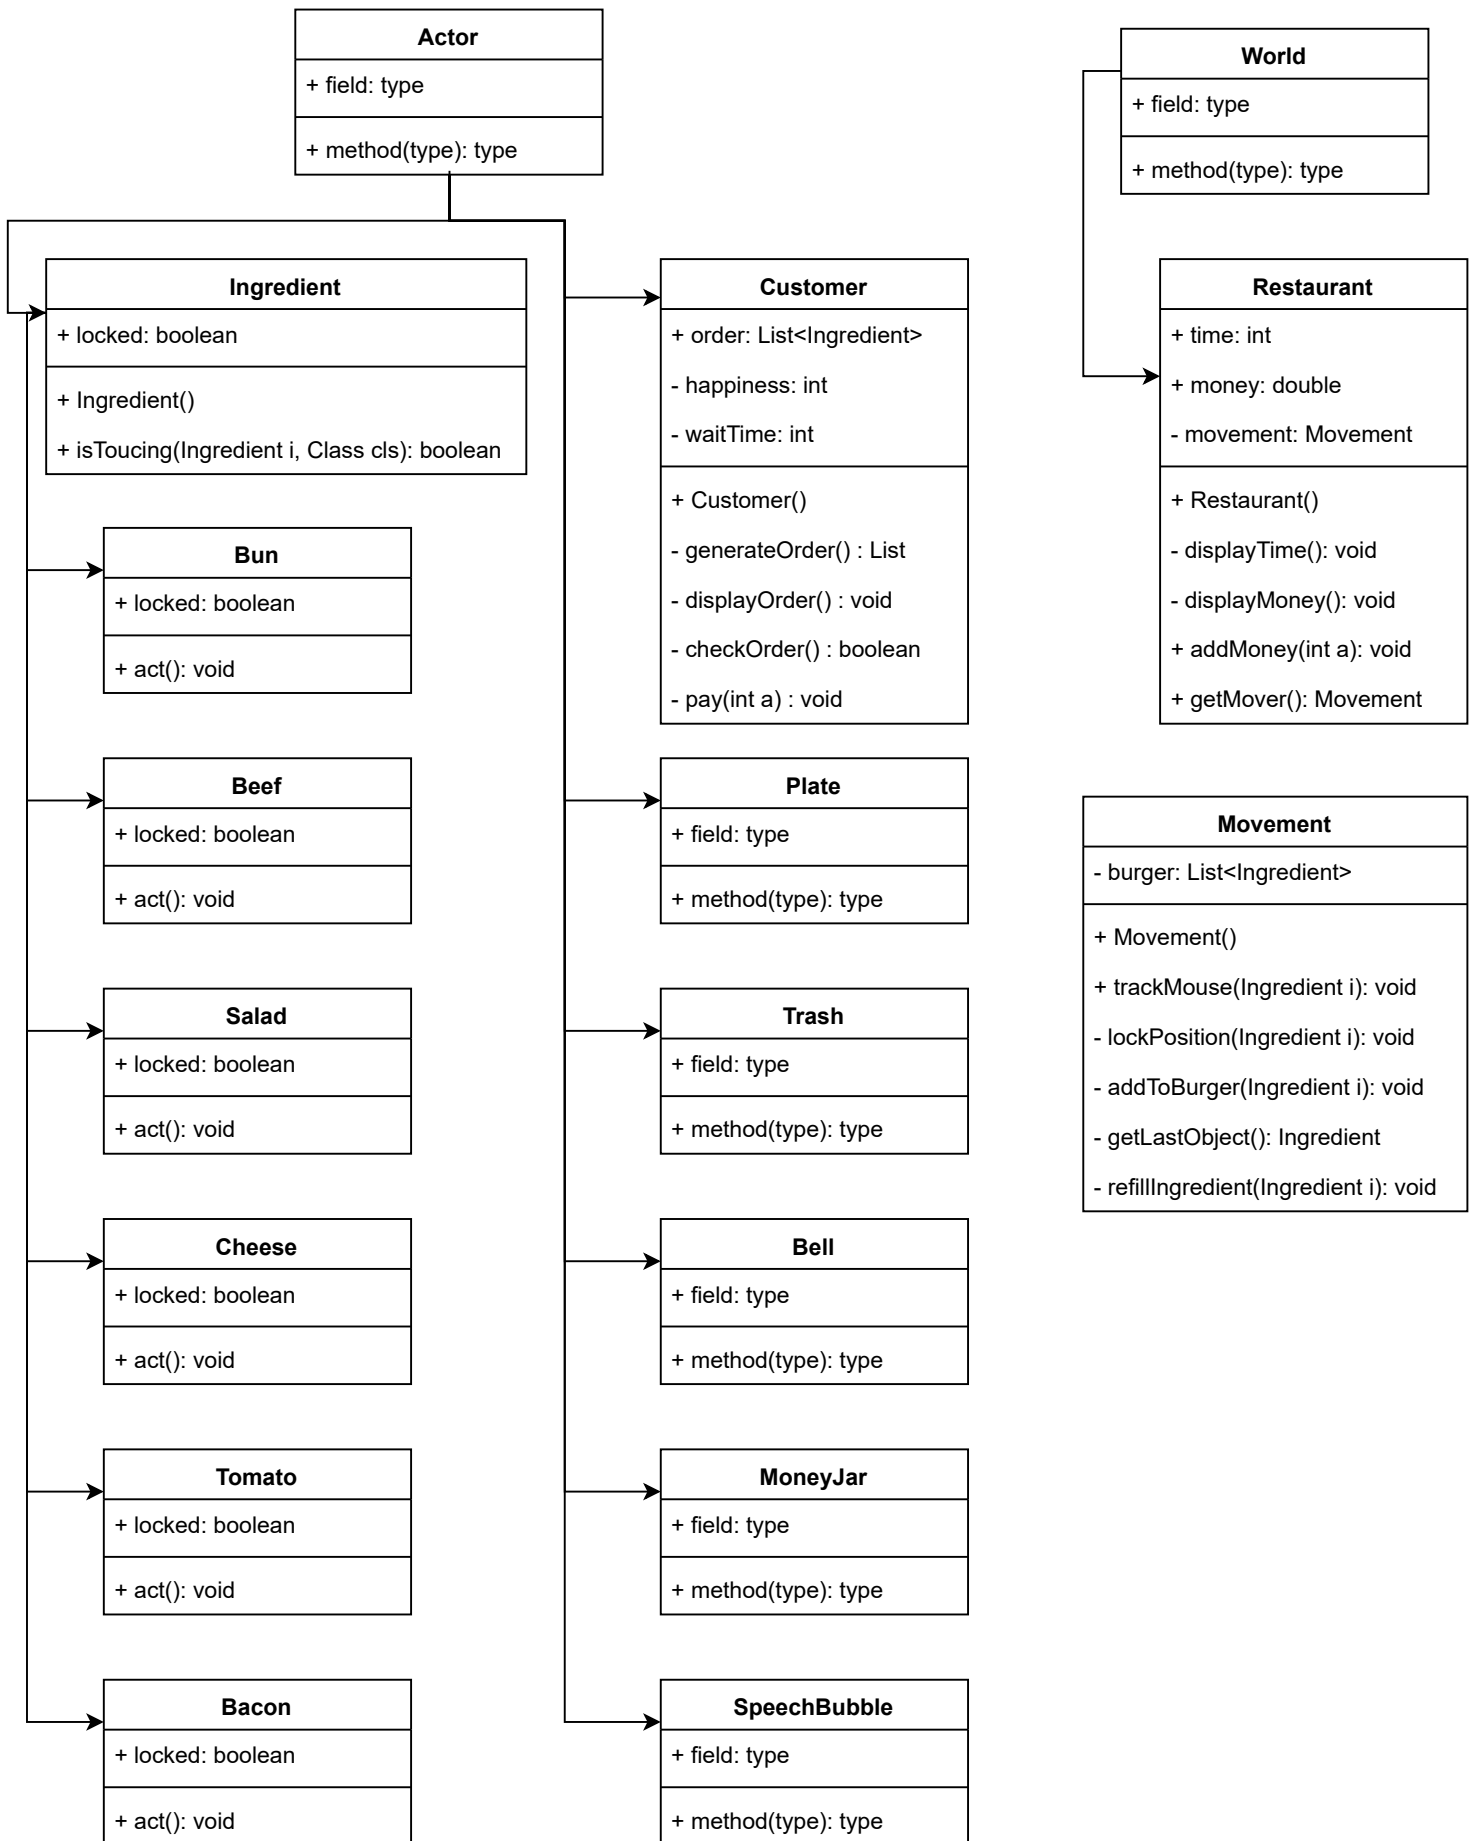 Actor
+ field: type
+ method(type): type
World
+ field: type
+ method(type): type
Ingredient
+ locked: boolean
+ Ingredient()
+ isToucing(Ingredient i, Class cls): boolean
Customer
+ order: List<Ingredient>
- happiness: int
- waitTime: int
+ Customer()
- generateOrder() : List
- displayOrder() : void
- checkOrder() : boolean
- pay(int a) : void
Restaurant
+ time: int
+ money: double
- movement: Movement
+ Restaurant()
- displayTime(): void
- displayMoney(): void
+ addMoney(int a): void
+ getMover(): Movement
Bun
+ locked: boolean
+ act(): void
Beef
+ locked: boolean
+ act(): void
Plate
+ field: type
+ method(type): type
Movement
- burger: List<Ingredient>
+ Movement()
+ trackMouse(Ingredient i): void
- lockPosition(Ingredient i): void
- addToBurger(Ingredient i): void
- getLastObject(): Ingredient
- refillIngredient(Ingredient i): void
Salad
+ locked: boolean
+ act(): void
Trash
+ field: type
+ method(type): type
Cheese
+ locked: boolean
+ act(): void
Bell
+ field: type
+ method(type): type
Tomato
+ locked: boolean
+ act(): void
MoneyJar
+ field: type
+ method(type): type
Bacon
+ locked: boolean
+ act(): void
SpeechBubble
+ field: type
+ method(type): type